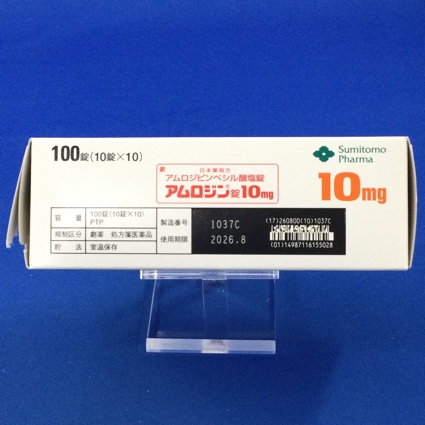 100錠(10錠×10)
劇
日本薬局方
アムロジピンベシル酸塩錠
アムロジン®錠10mg
Sumitomo
Pharma
10mg
容量 100錠(10錠×10)
PTP
規制区分 劇薬 処方箋医薬品
貯法 室温保存
製造番号 1037C
使用期限 2026.8
(17)260800(10)1037C
(01)14987116155028